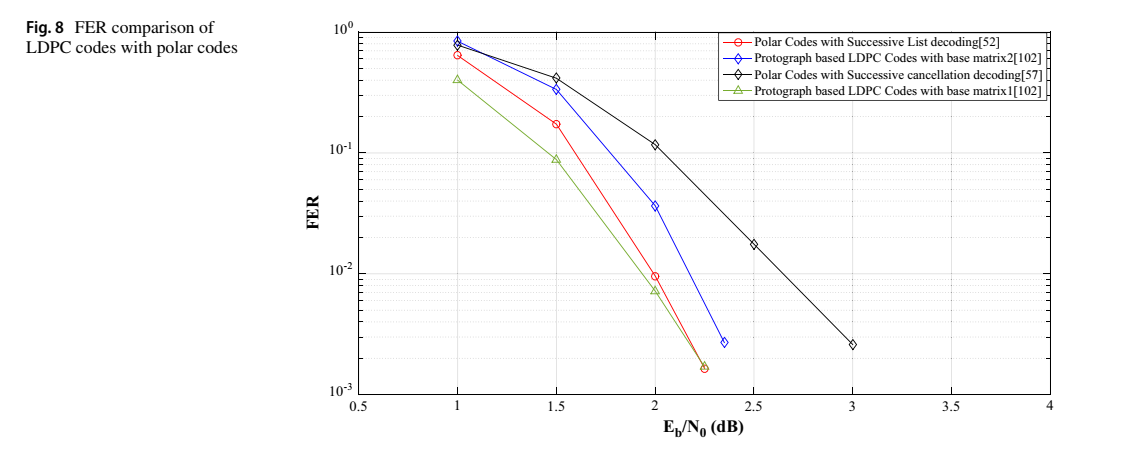 Fig. 8 FER comparison of
LDPC codes with polar codes
10^0
10^-1
10^-2
10^-3
FER
Polar Codes with Successive List decoding[52]
Protograph based LDPC Codes with base matrix2[102]
Polar Codes with Successive cancellation decoding[57]
Protograph based LDPC Codes with base matrix1[102]
0.5 1 1.5 2 2.5 3 3.5 4
E_b/N_0 (dB)